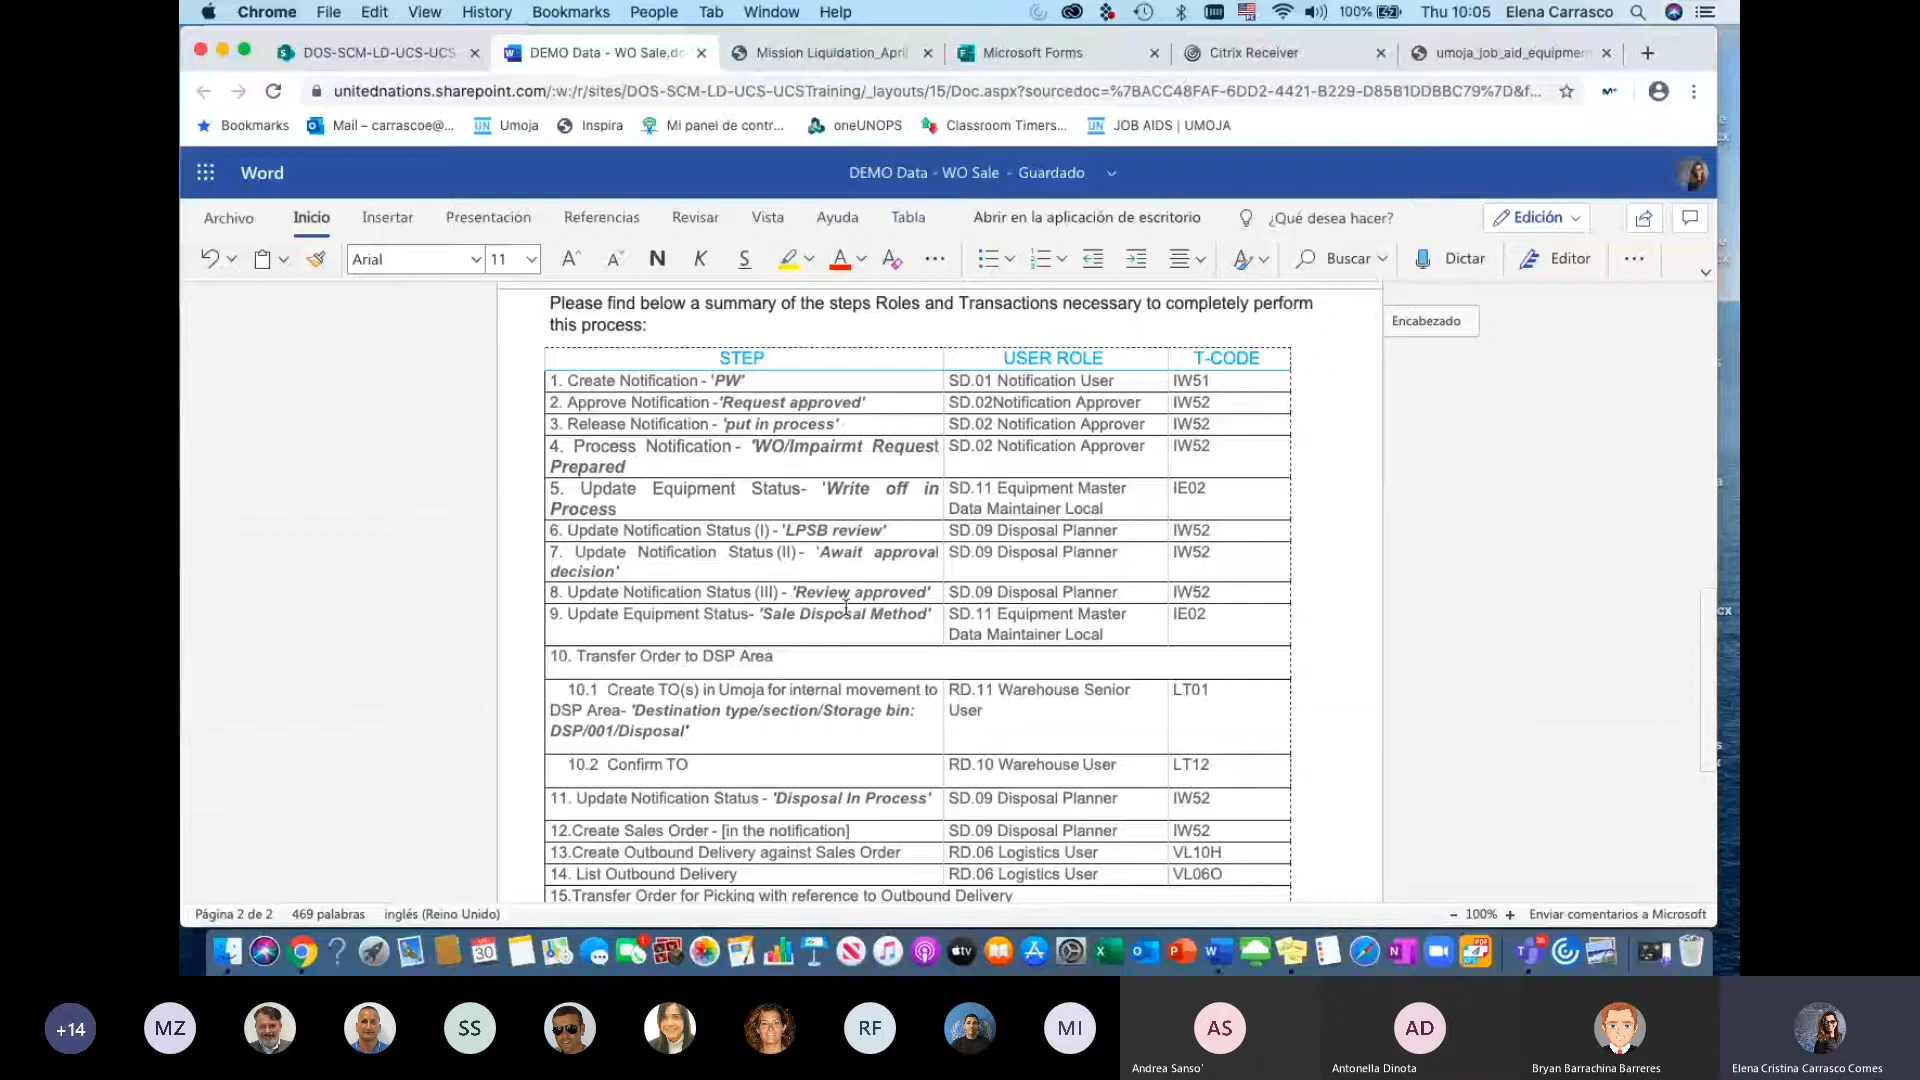 Chrome File Edit View History Bookmarks People Tab Window Help 100% Thu 10:05 Elena Carrasco
DOS-SCM-LD-UCS-UCS DEMO Data - WO Sale.do Mission Liquidation_April Microsoft Forms Citrix Receiver umoja_job_aid_equipmen
unitednations.sharepoint.com/:w:/r/sites/DOS-SCM-LD-UCS-UCSTraining/_layouts/15/Doc.aspx?sourcedoc=%7BACC48FAF-6DD2-4421-B229-D85B1DDBBC79%7D&f...
Bookmarks Mail – carrascoe@... UN Umoja Inspira Mi panel de contr... oneUNOPS Classroom Timers... UN JOB AIDS | UMOJA
Word DEMO Data - WO Sale - Guardado
Archivo Inicio Insertar Presentación Referencias Revisar Vista Ayuda Tabla Abrir en la aplicación de escritorio ¿Qué desea hacer? Edición
Arial 11 N K S Buscar Dictar Editor
Please find below a summary of the steps Roles and Transactions necessary to completely perform
this process:
Encabezado
STEP USER ROLE T-CODE
1. Create Notification - 'PW' SD.01 Notification User IW51
2. Approve Notification -'Request approved' SD.02Notification Approver IW52
3. Release Notification - 'put in process' SD.02 Notification Approver IW52
4. Process Notification - 'WO/Impairmt Request SD.02 Notification Approver IW52
Prepared
5. Update Equipment Status- 'Write off in SD.11 Equipment Master IE02
Process Data Maintainer Local
6. Update Notification Status (I) - 'LPSB review' SD.09 Disposal Planner IW52
7. Update Notification Status (II) - 'Await approval SD.09 Disposal Planner IW52
decision'
8. Update Notification Status (III) - 'Review approved' SD.09 Disposal Planner IW52
9. Update Equipment Status- 'Sale Disposal Method' SD.11 Equipment Master IE02
Data Maintainer Local
10. Transfer Order to DSP Area
10.1 Create TO(s) in Umoja for internal movement to RD.11 Warehouse Senior LT01
DSP Area- 'Destination type/section/Storage bin: User
DSP/001/Disposal'
10.2 Confirm TO RD.10 Warehouse User LT12
11. Update Notification Status - 'Disposal In Process' SD.09 Disposal Planner IW52
12.Create Sales Order - [in the notification] SD.09 Disposal Planner IW52
13.Create Outbound Delivery against Sales Order RD.06 Logistics User VL10H
14. List Outbound Delivery RD.06 Logistics User VL06O
15.Transfer Order for Picking with reference to Outbound Delivery
Página 2 de 2 469 palabras inglés (Reino Unido) − 100% + Enviar comentarios a Microsoft
+14 MZ SS RF MI AS AD
Andrea Sanso' Antonella Dinota Bryan Barrachina Barreres Elena Cristina Carrasco Comes